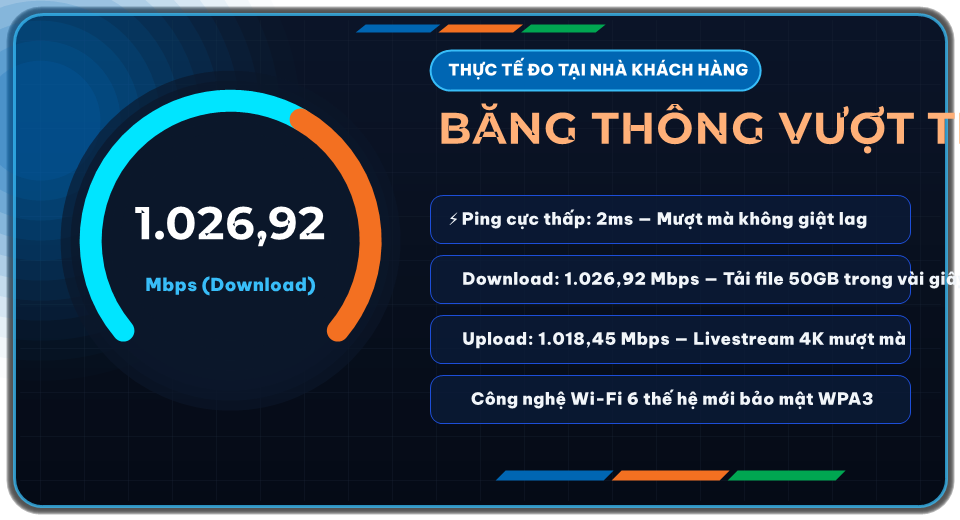 THỰC TẾ ĐO TẠI NHÀ KHÁCH HÀNG
BĂNG THÔNG VƯỢT
1.026,92
Mbps (Download)
⚡ Ping cực thấp: 2ms — Mượt mà không giật lag
Download: 1.026,92 Mbps — Tải file 50GB trong vài
Upload: 1.018,45 Mbps — Livestream 4K mượt mà
Công nghệ Wi-Fi 6 thế hệ mới bảo mật WPA3